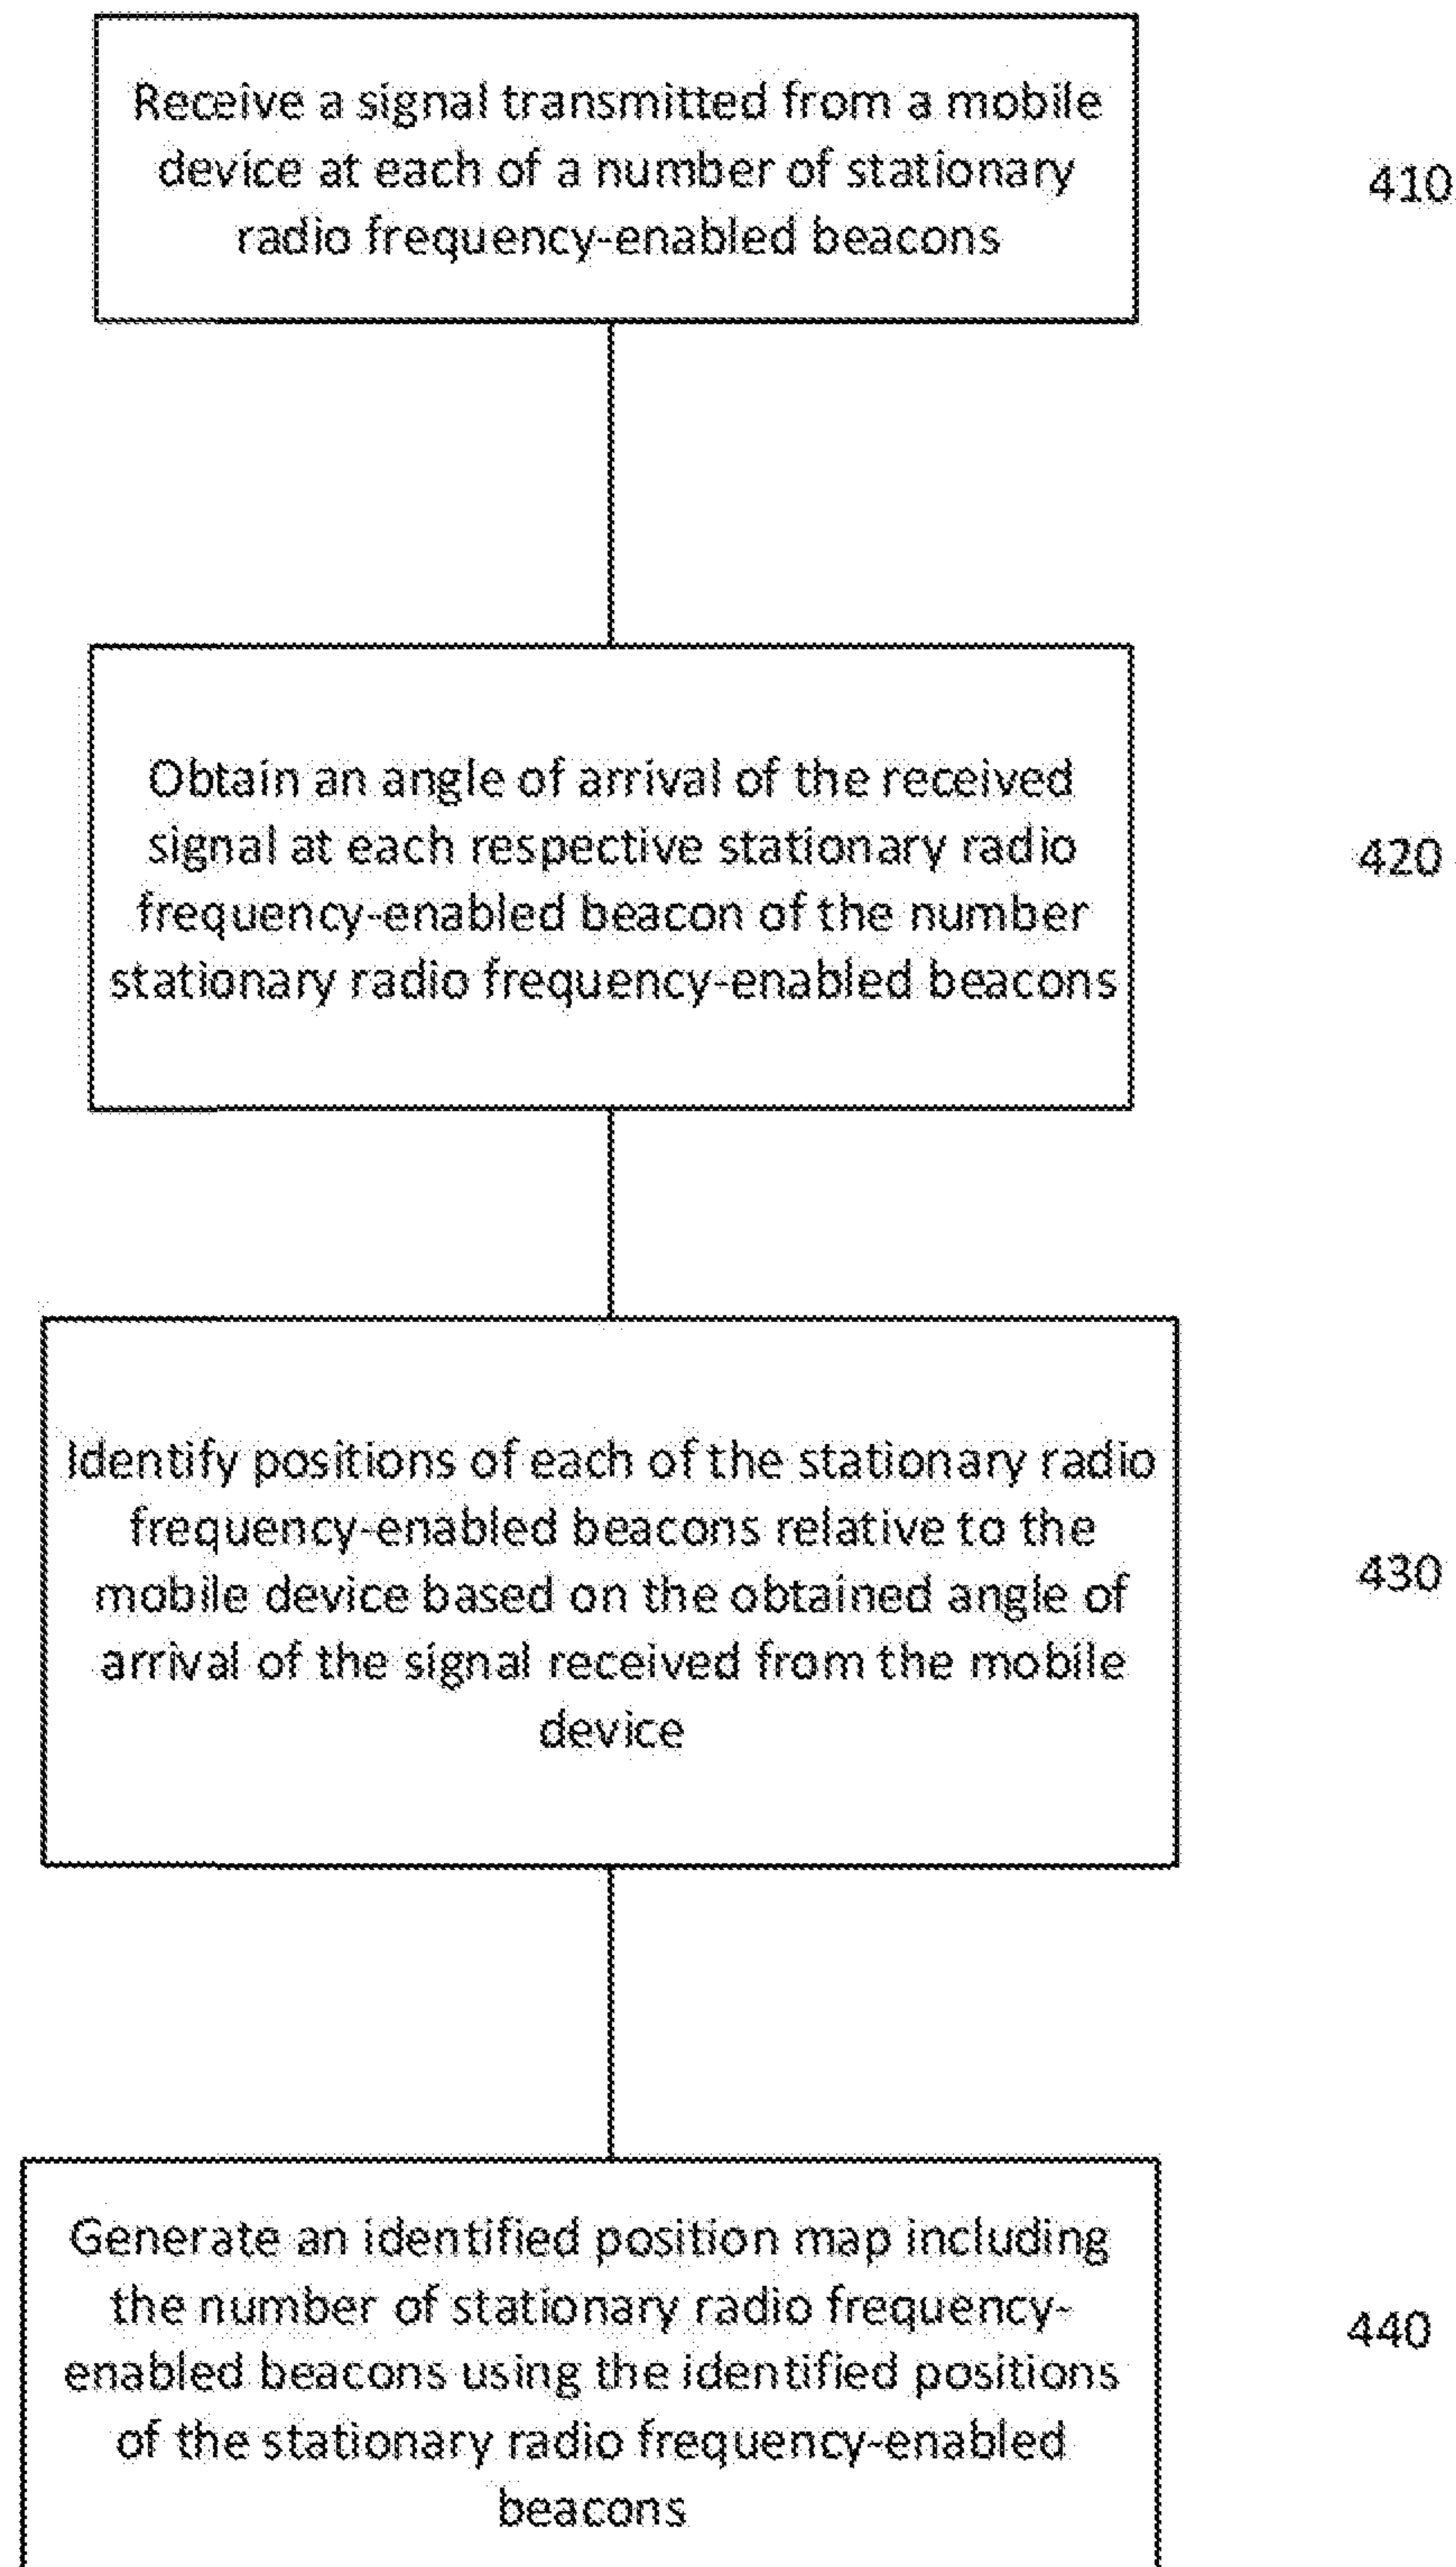 Receive a signal transmitted from a mobile
device at each of a number of stationary
radio frequency-enabled beacons
410
Obtain an angle of arrival of the received
signal at each respective stationary radio
frequency-enabled beacon of the number
stationary radio frequency-enabled beacons
420
Identify positions of each of the stationary radio
frequency-enabled beacons relative to the
mobile device based on the obtained angle of
arrival of the signal received from the mobile
device
430
Generate an identified position map including
the number of stationary radio frequency-
enabled beacons using the identified positions
of the stationary radio frequency-enabled
beacons
440